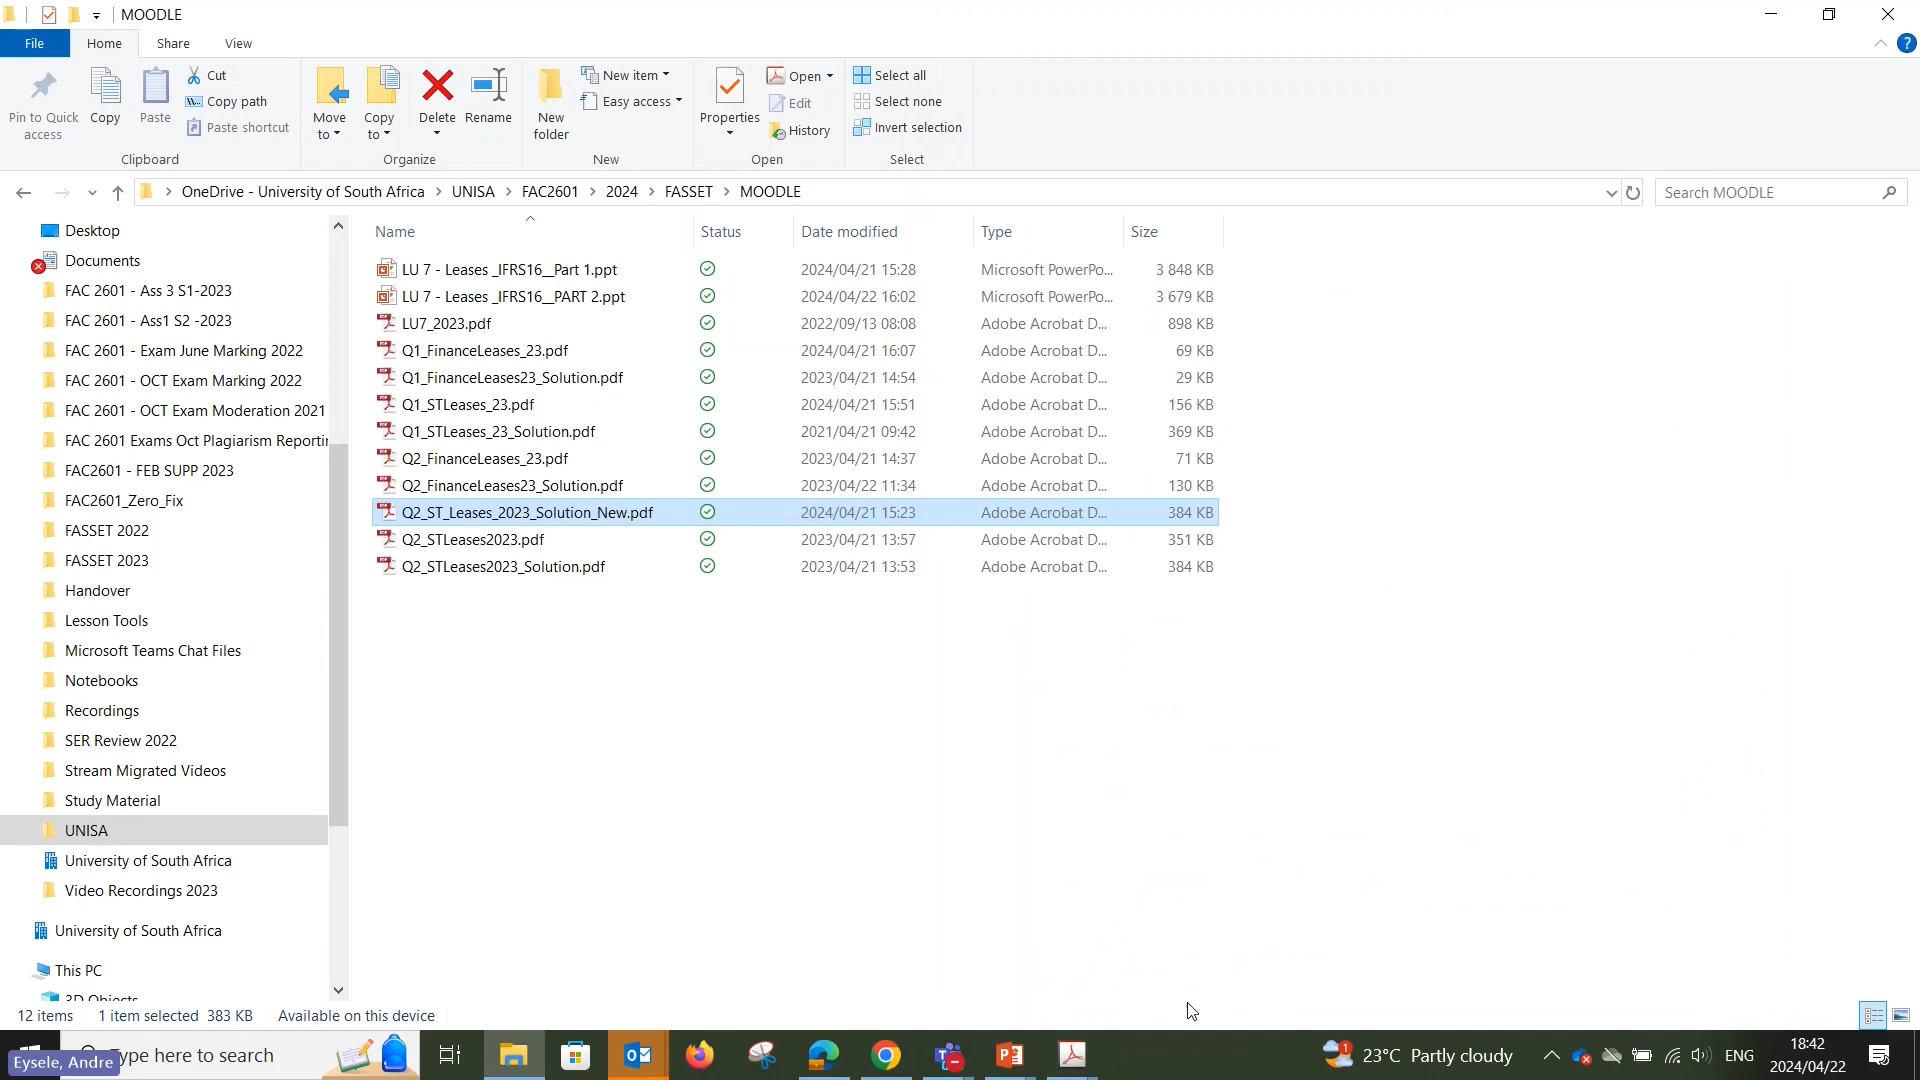 MOODLE
File Home Share View
Pin to Quick access
Copy
Paste
Cut
Copy path
Paste shortcut
Clipboard
Move to
Copy to
Delete
Rename
Organize
New folder
New item
Easy access
New
Properties
Open
Edit
History
Open
Select all
Select none
Invert selection
Select
OneDrive - University of South Africa > UNISA > FAC2601 > 2024 > FASSET > MOODLE
Search MOODLE
Desktop
Documents
FAC 2601 - Ass 3 S1-2023
FAC 2601 - Ass1 S2 -2023
FAC 2601 - Exam June Marking 2022
FAC 2601 - OCT Exam Marking 2022
FAC 2601 - OCT Exam Moderation 2021
FAC 2601 Exams Oct Plagiarism Reportin
FAC2601 - FEB SUPP 2023
FAC2601_Zero_Fix
FASSET 2022
FASSET 2023
Handover
Lesson Tools
Microsoft Teams Chat Files
Notebooks
Recordings
SER Review 2022
Stream Migrated Videos
Study Material
UNISA
University of South Africa
Video Recordings 2023
University of South Africa
This PC
3D Objects
Name Status Date modified Type Size
LU 7 - Leases _IFRS16__Part 1.ppt 2024/04/21 15:28 Microsoft PowerPo... 3 848 KB
LU 7 - Leases _IFRS16__PART 2.ppt 2024/04/22 16:02 Microsoft PowerPo... 3 679 KB
LU7_2023.pdf 2022/09/13 08:08 Adobe Acrobat D... 898 KB
Q1_FinanceLeases_23.pdf 2024/04/21 16:07 Adobe Acrobat D... 69 KB
Q1_FinanceLeases23_Solution.pdf 2023/04/21 14:54 Adobe Acrobat D... 29 KB
Q1_STLeases_23.pdf 2024/04/21 15:51 Adobe Acrobat D... 156 KB
Q1_STLeases_23_Solution.pdf 2021/04/21 09:42 Adobe Acrobat D... 369 KB
Q2_FinanceLeases_23.pdf 2023/04/21 14:37 Adobe Acrobat D... 71 KB
Q2_FinanceLeases23_Solution.pdf 2023/04/22 11:34 Adobe Acrobat D... 130 KB
Q2_ST_Leases_2023_Solution_New.pdf 2024/04/21 15:23 Adobe Acrobat D... 384 KB
Q2_STLeases2023.pdf 2023/04/21 13:57 Adobe Acrobat D... 351 KB
Q2_STLeases2023_Solution.pdf 2023/04/21 13:53 Adobe Acrobat D... 384 KB
12 items 1 item selected 383 KB Available on this device
Type here to search
Eysele, Andre
23°C Partly cloudy
ENG
18:42
2024/04/22